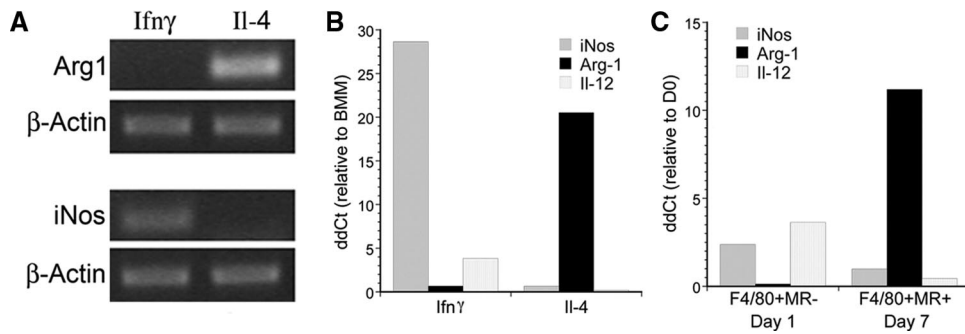 A
Ifnγ Il-4
Arg1
β-Actin
iNos
β-Actin
B
ddCt (relative to BMM)
30
25
20
15
10
5
0
iNos
Arg-1
Il-12
Ifnγ Il-4
C
ddCt (relative to D0)
15
10
5
0
iNos
Arg-1
Il-12
F4/80+MR- F4/80+MR+
Day 1 Day 7